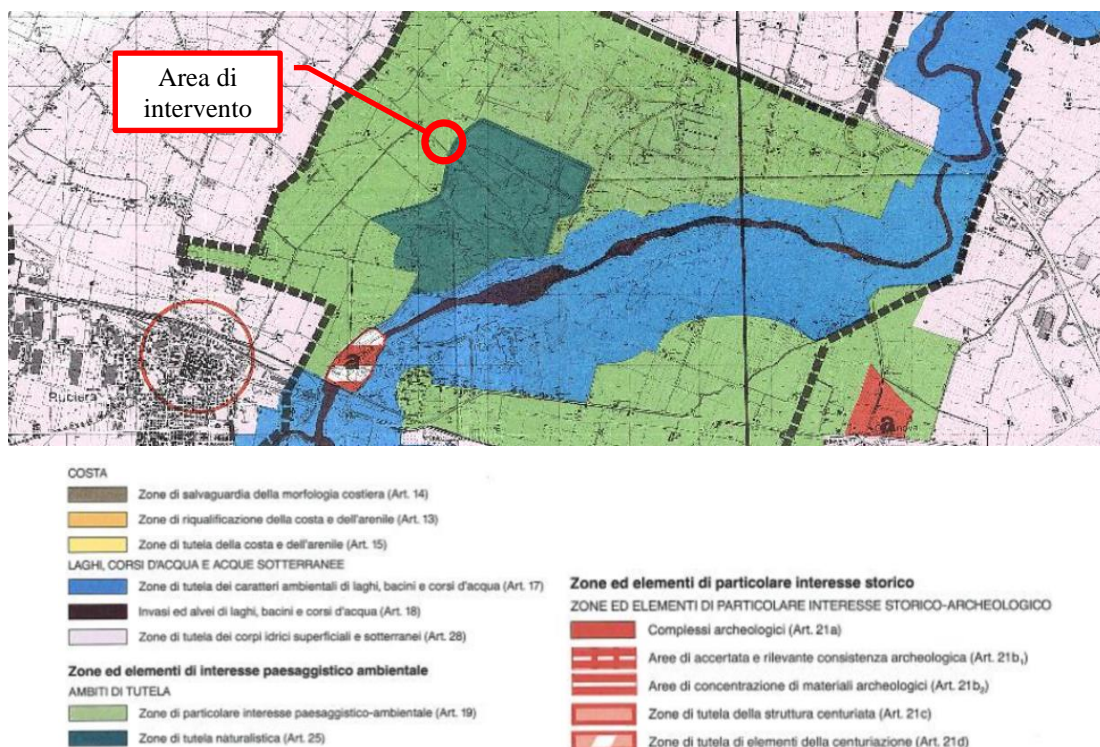 Area di
intervento
Rubiera
a
a
COSTA
Zone di salvaguardia della morfologia costiera (Art. 14)
Zone di riqualificazione della costa e dell'arenile (Art. 13)
Zone di tutela della costa e dell'arenile (Art. 15)
LAGHI, CORSI D'ACQUA E ACQUE SOTTERRANEE
Zone di tutela dei caratteri ambientali di laghi, bacini e corsi d'acqua (Art. 17)
Invasi ed alvei di laghi, bacini e corsi d'acqua (Art. 18)
Zone di tutela dei corpi idrici superficiali e sotterranei (Art. 28)
Zone ed elementi di interesse paesaggistico ambientale
AMBITI DI TUTELA
Zone di particolare interesse paesaggistico-ambientale (Art. 19)
Zone di tutela naturalistica (Art. 25)
Zone ed elementi di particolare interesse storico
ZONE ED ELEMENTI DI PARTICOLARE INTERESSE STORICO-ARCHEOLOGICO
Complessi archeologici (Art. 21a)
Aree di accertata e rilevante consistenza archeologica (Art. 21b₁)
Aree di concentrazione di materiali archeologici (Art. 21b₂)
Zone di tutela della struttura centuriata (Art. 21c)
Zone di tutela di elementi della centuriazione (Art. 21d)